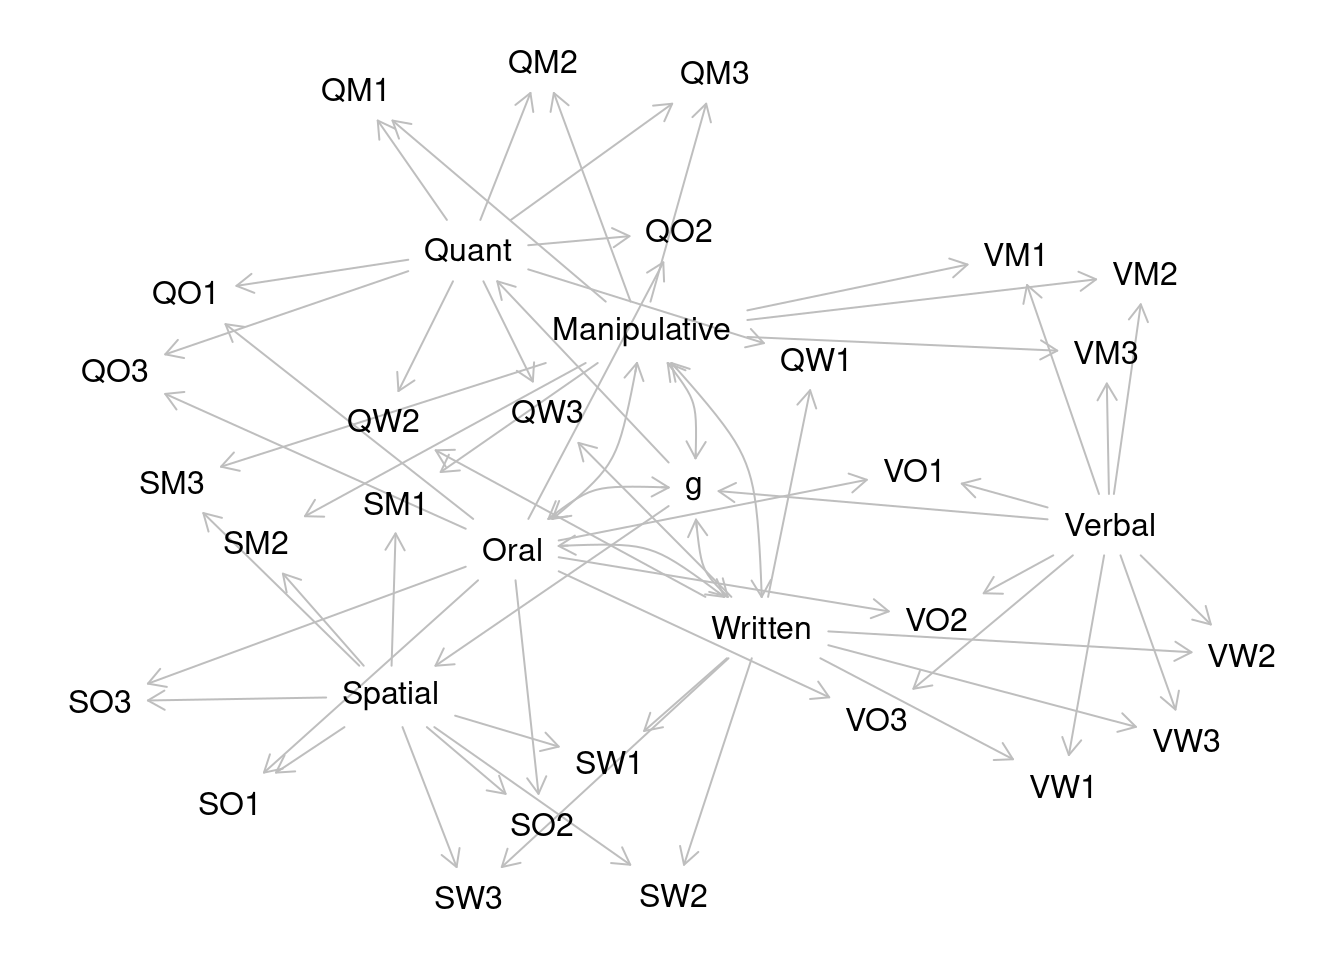 QM2
QM3
QM1
QO2
Quant
VM1
VM2
QO1
Manipulative
VM3
QW1
QO3
QW3
QW2
VO1
SM3
g
SM1
Verbal
SM2
Oral
VO2
Written
VW2
Spatial
SO3
VO3
VW3
SW1
VW1
SO1
SO2
SW3
SW2